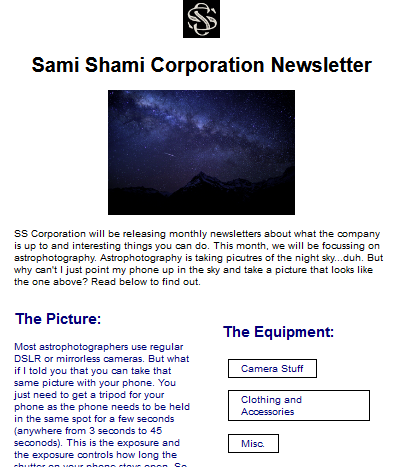 Sami Shami Corporation Newsletter
SS Corporation will be releasing monthly newsletters about what the company
is up to and interesting things you can do. This month, we will be focussing on
astrophotography. Astrophotography is taking picutres of the night sky...duh. But
why can't I just point my phone up in the sky and take a picture that looks like
the one above? Read below to find out.
The Picture:
Most astrophotographers use regular
DSLR or mirrorless cameras. But what
if I told you that you can take that
same picture with your phone. You
just need to get a tripod for your
phone as the phone needs to be held
in the same spot for a few seconds
(anywhere from 3 seconds to 45
seconds). This is the exposure and
the exposure controls how long the
shutter on your phone stays open. So
The Equipment:
Camera Stuff
Clothing and
Accessories
Misc.